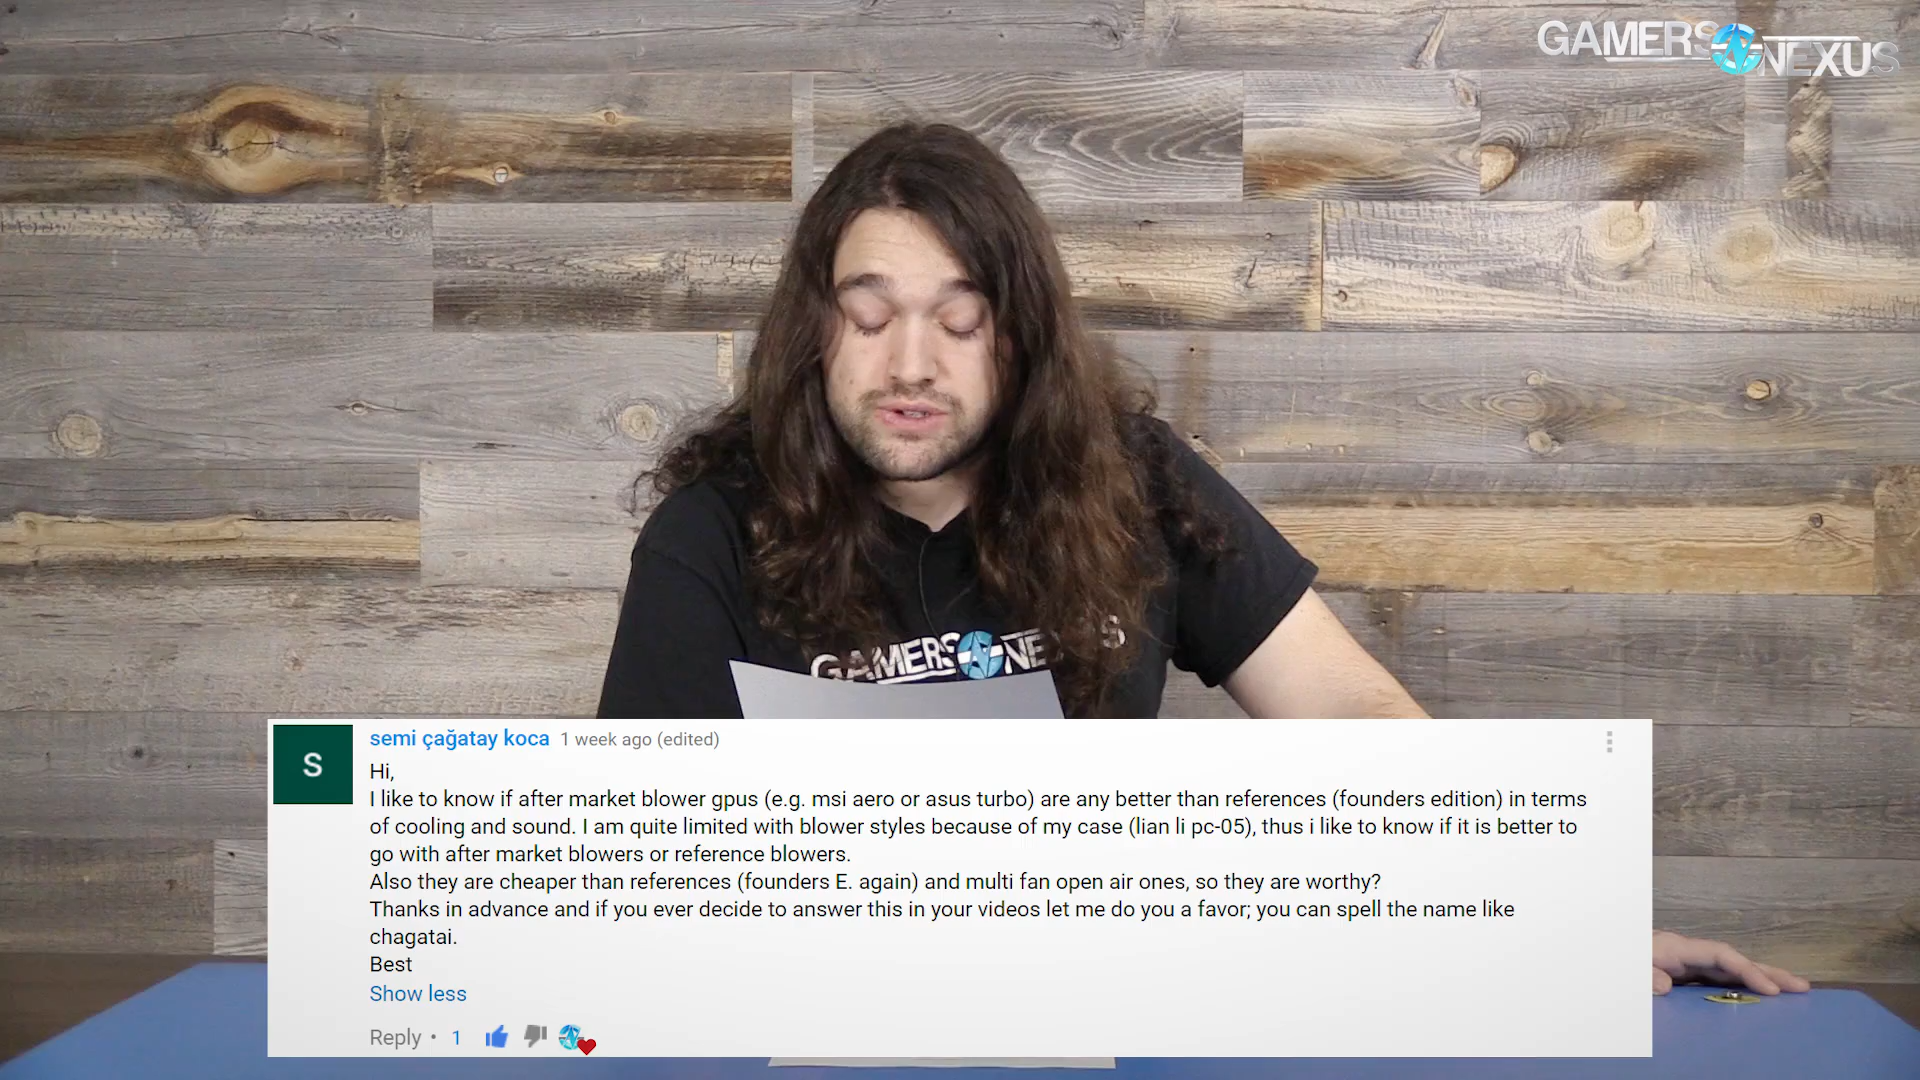 GAMERS NEXUS
GAMERS NE S
S
semi çağatay koca 1 week ago (edited)
Hi,
I like to know if after market blower gpus (e.g. msi aero or asus turbo) are any better than references (founders edition) in terms
of cooling and sound. I am quite limited with blower styles because of my case (lian li pc-05), thus i like to know if it is better to
go with after market blowers or reference blowers.
Also they are cheaper than references (founders E. again) and multi fan open air ones, so they are worthy?
Thanks in advance and if you ever decide to answer this in your videos let me do you a favor; you can spell the name like
chagatai.
Best
Show less
Reply • 1